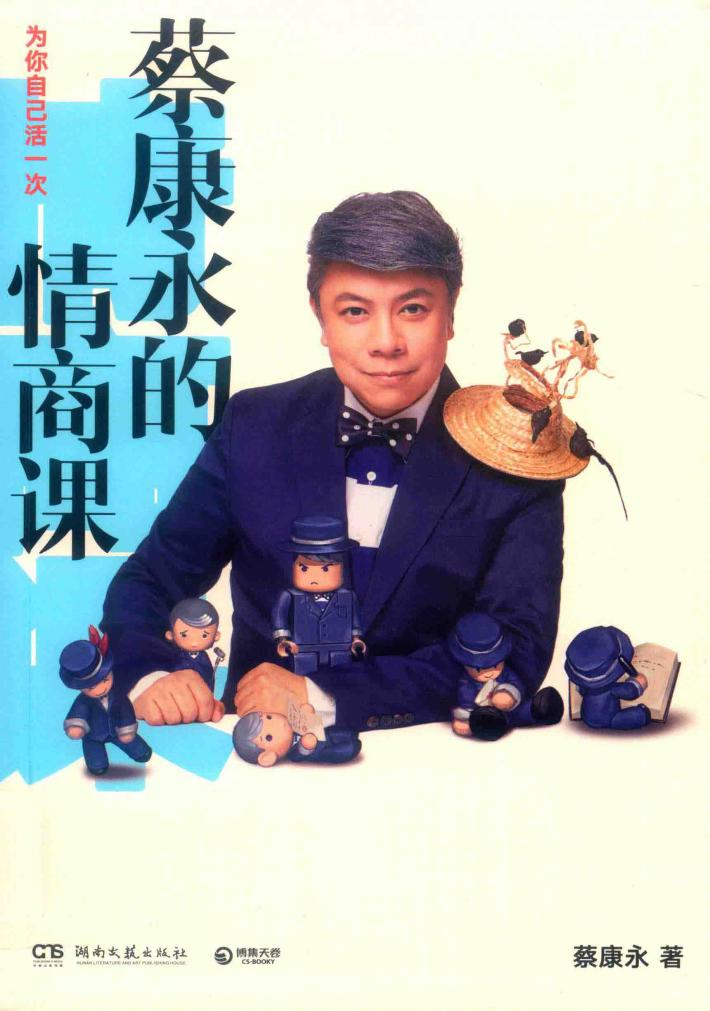 为你自己活一次
蔡康永的
情商课
CNS
湖南文艺出版社
HUNAN LITERATURE AND ART PUBLISHING HOUSE
博集天卷
CS-BOOKY
蔡康永 著